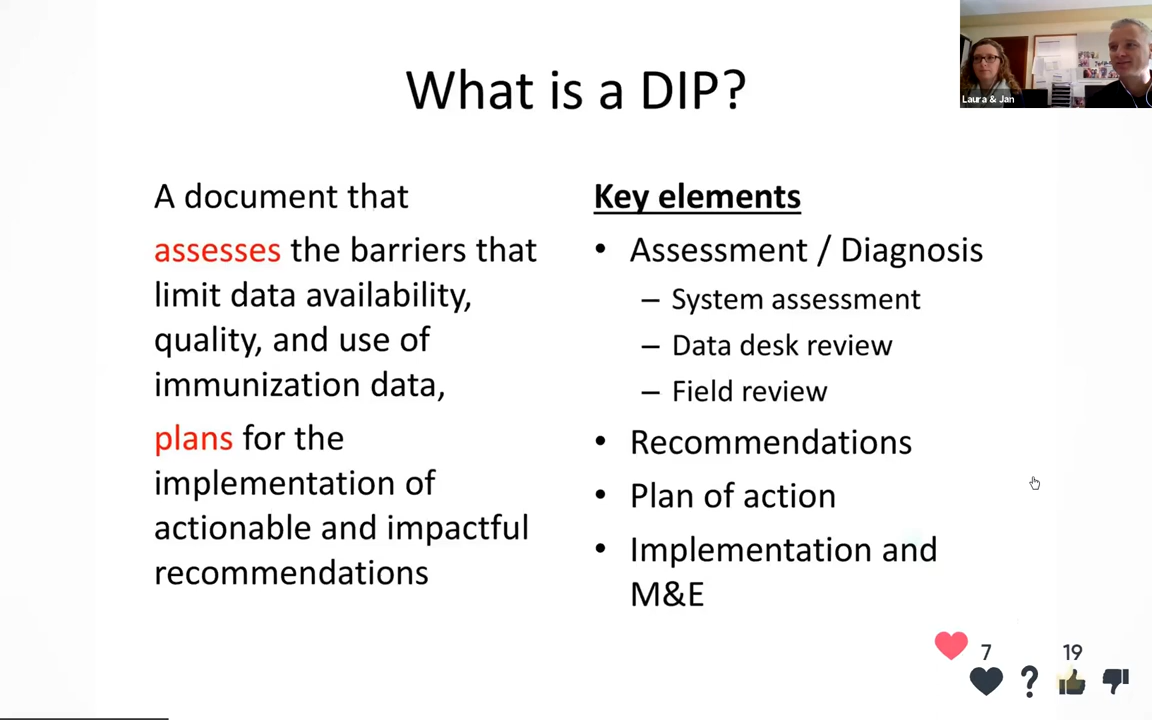 What is a DIP?
Laura & Jan
A document that
assesses the barriers that
limit data availability,
quality, and use of
immunization data,
plans for the
implementation of
actionable and impactful
recommendations
Key elements
• Assessment / Diagnosis
– System assessment
– Data desk review
– Field review
• Recommendations
• Plan of action
• Implementation and
M&E
7
19
?